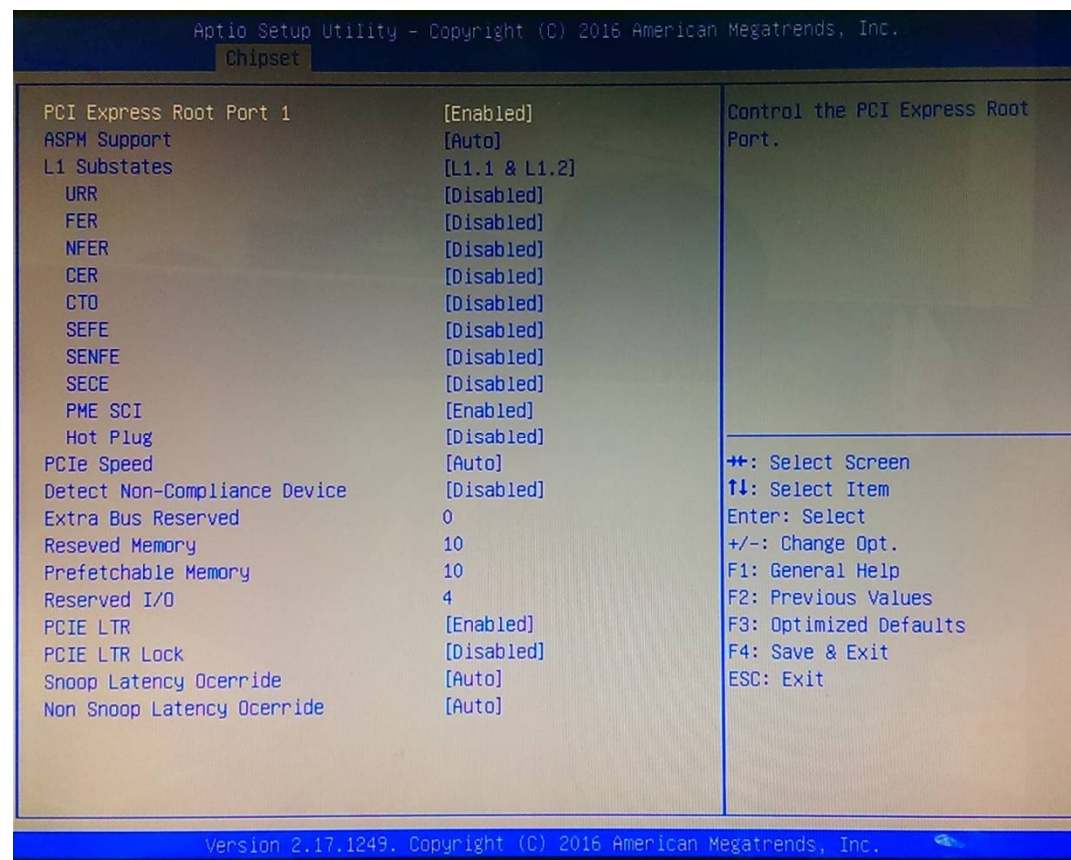 Aptio Setup Utility - Copyright (C) 2016 American Megatrends, Inc.
Chipset
PCI Express Root Port 1 [Enabled]
ASPM Support [Auto]
L1 Substates [L1.1 & L1.2]
URR [Disabled]
FER [Disabled]
NFER [Disabled]
CER [Disabled]
CTO [Disabled]
SEFE [Disabled]
SENFE [Disabled]
SECE [Disabled]
PME SCI [Enabled]
Hot Plug [Disabled]
PCIe Speed [Auto]
Detect Non-Compliance Device [Disabled]
Extra Bus Reserved 0
Reseved Memory 10
Prefetchable Memory 10
Reserved I/O 4
PCIE LTR [Enabled]
PCIE LTR Lock [Disabled]
Snoop Latency Ocerride [Auto]
Non Snoop Latency Ocerride [Auto]
Control the PCI Express Root
Port.
→←: Select Screen
↑↓: Select Item
Enter: Select
+/-: Change Opt.
F1: General Help
F2: Previous Values
F3: Optimized Defaults
F4: Save & Exit
ESC: Exit
Version 2.17.1249. Copyright (C) 2016 American Megatrends, Inc.